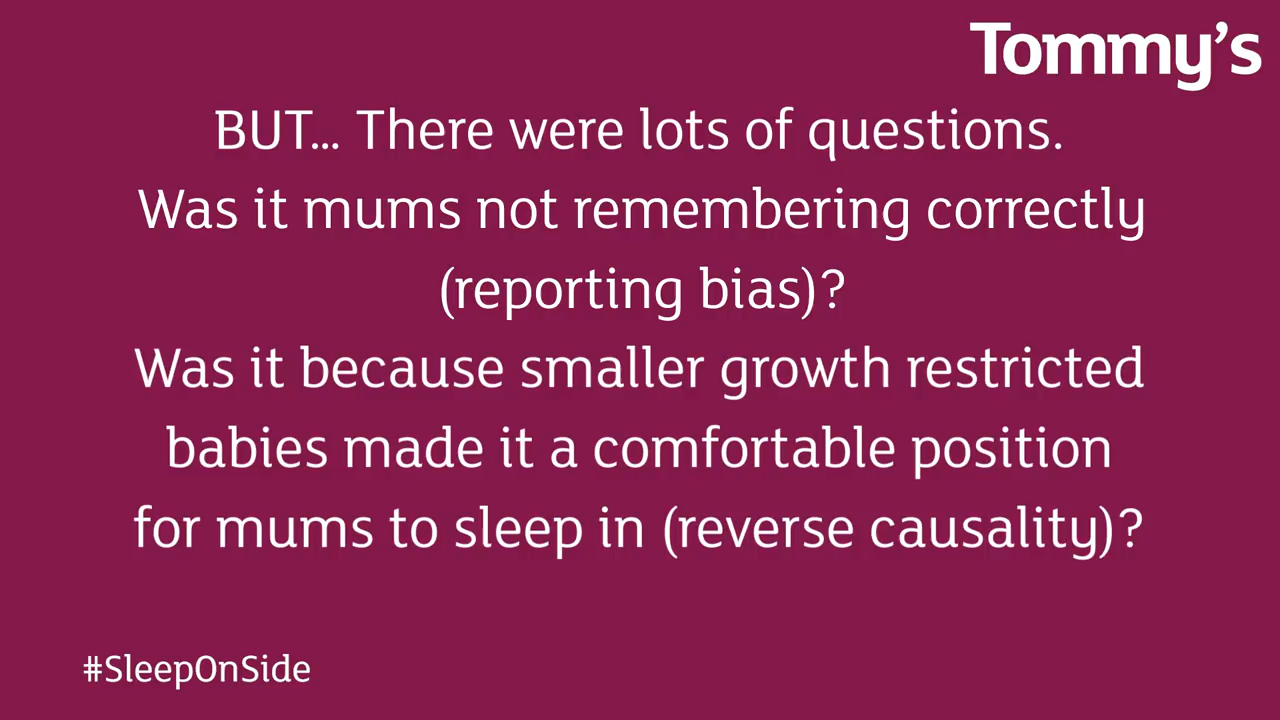 Tommy's
BUT... There were lots of questions.
Was it mums not remembering correctly
(reporting bias)?
Was it because smaller growth restricted
babies made it a comfortable position
for mums to sleep in (reverse causality)?
#SleepOnSide